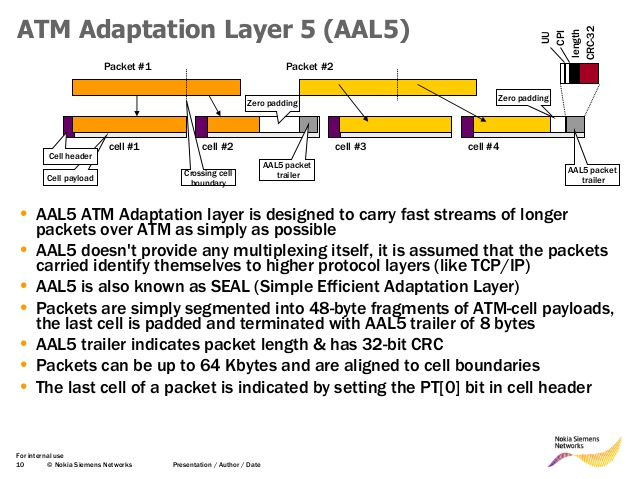 ATM Adaptation Layer 5 (AAL5)
UU
CPI
length
CRC-32
Packet #1
Packet #2
Zero padding
Zero padding
Cell header
cell #1
cell #2
cell #3
cell #4
Cell payload
Crossing cell
boundary
AAL5 packet
trailer
AAL5 packet
trailer
• AAL5 ATM Adaptation layer is designed to carry fast streams of longer
packets over ATM as simply as possible
• AAL5 doesn't provide any multiplexing itself, it is assumed that the packets
carried identify themselves to higher protocol layers (like TCP/IP)
• AAL5 is also known as SEAL (Simple Efficient Adaptation Layer)
• Packets are simply segmented into 48-byte fragments of ATM-cell payloads,
the last cell is padded and terminated with AAL5 trailer of 8 bytes
• AAL5 trailer indicates packet length & has 32-bit CRC
• Packets can be up to 64 Kbytes and are aligned to cell boundaries
• The last cell of a packet is indicated by setting the PT[0] bit in cell header
For internal use
10 © Nokia Siemens Networks Presentation / Author / Date
Nokia Siemens
Networks